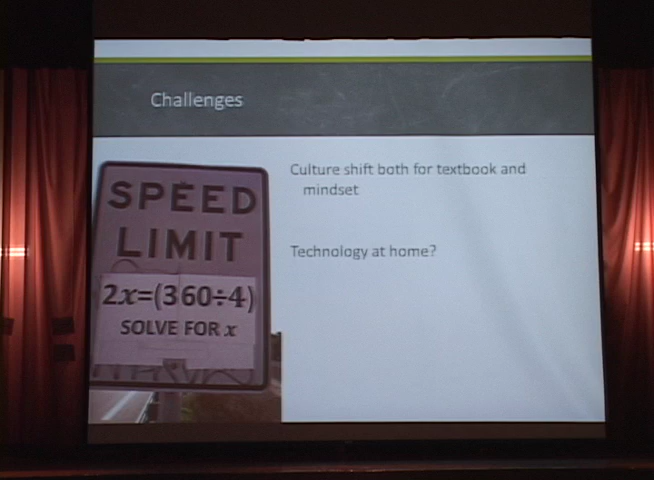 Challenges
SPEED
LIMIT
2x=(360÷4)
SOLVE FOR x
Culture shift both for textbook and
mindset
Technology at home?